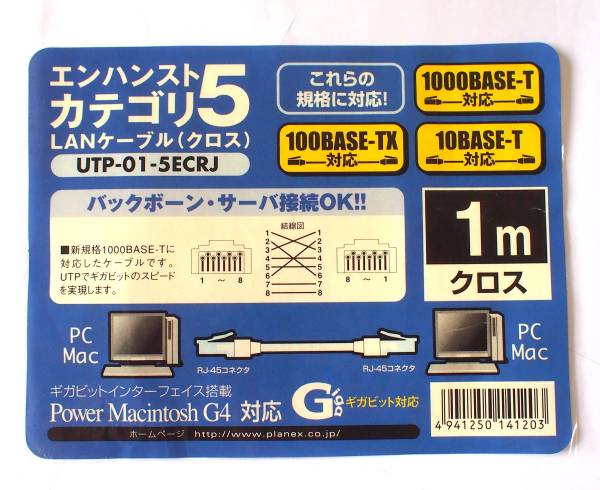 エンハンスト
カテゴリ5
LANケーブル(クロス)
UTP-01-5ECRJ
これらの
規格に対応!
1000BASE-T
対応
100BASE-TX
対応
10BASE-T
対応
バックボーン・サーバ接続OK!!
■新規格1000BASE-Tに
対応したケーブルです。
UTPでギガビットのスピード
を実現します。
1 ~ 8
結線図
1 1
2 2
3 3
4 4
5 5
6 6
7 7
8 8
8 ~ 1
1m
クロス
PC
Mac
RJ-45コネクタ
RJ-45コネクタ
PC
Mac
ギガビットインターフェイス搭載
Power Macintosh G4 対応
Giga
ギガビット対応
ホームページ http://www.planex.co.jp/
4 941250 141203